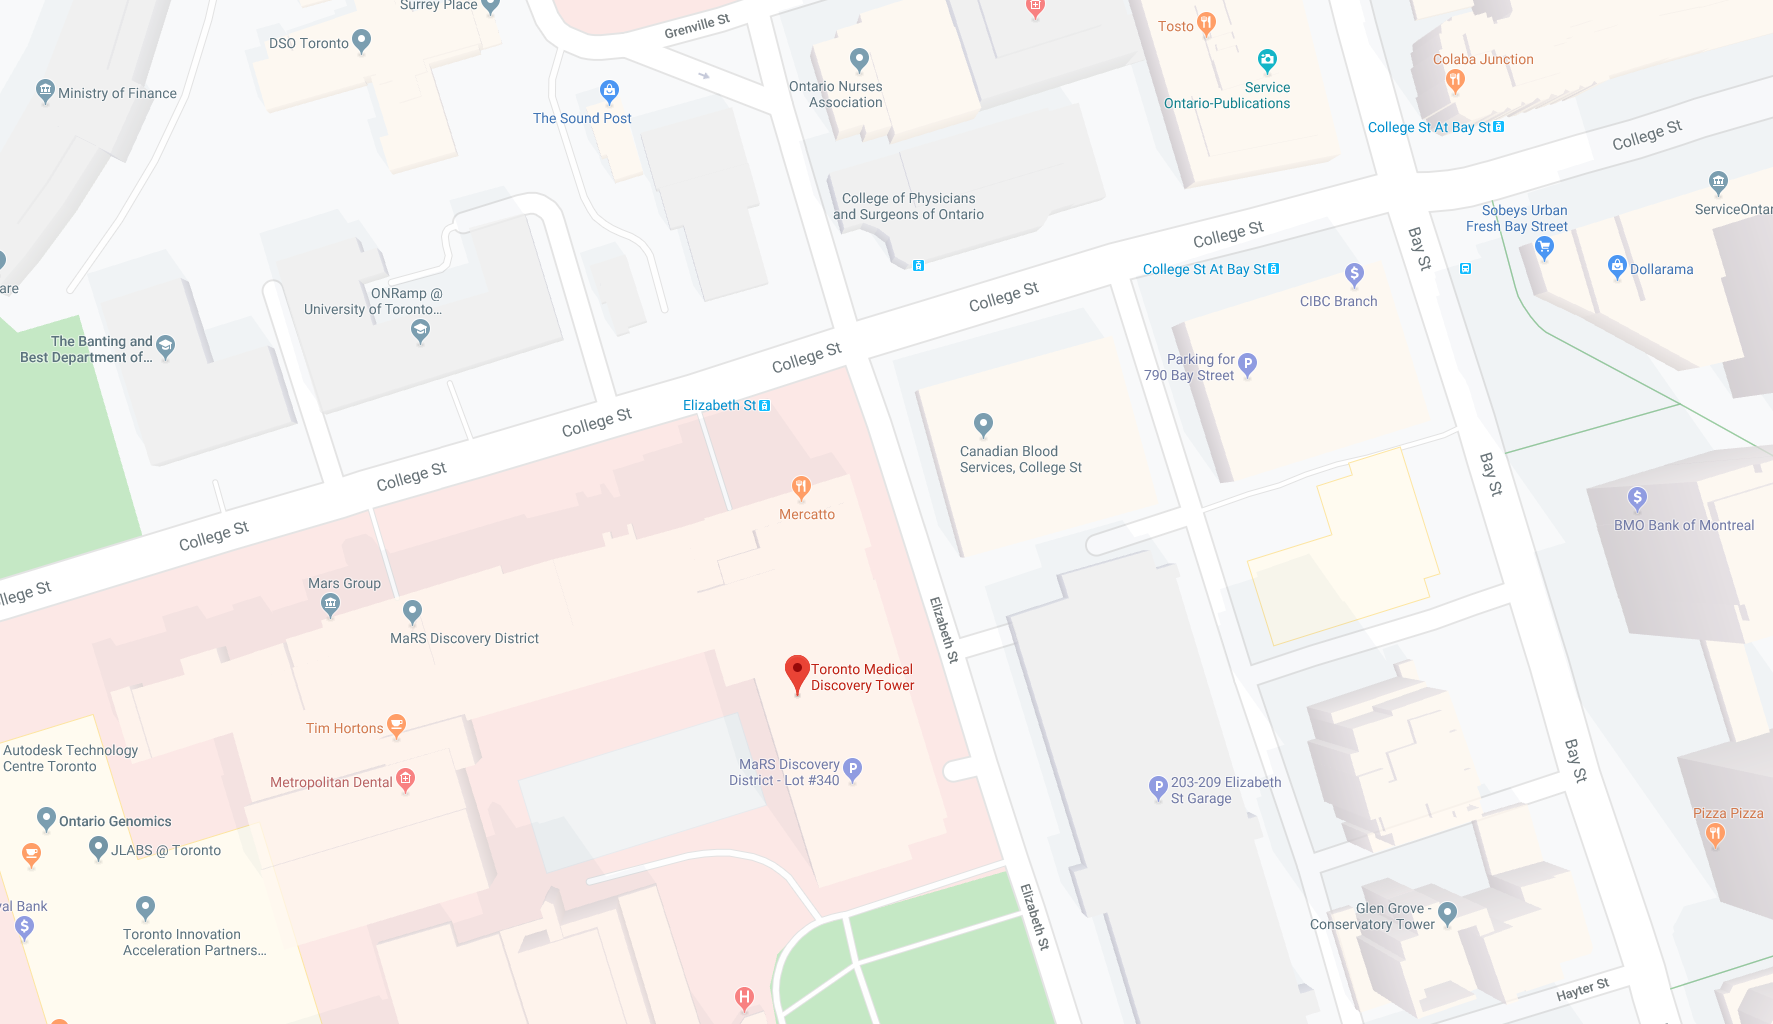 Surrey Place
Grenville St
DSO Toronto
Tosto
Colaba Junction
Ministry of Finance
The Sound Post
Ontario Nurses
Association
Service
Ontario-Publications
College St At Bay St
College St
College of Physicians
and Surgeons of Ontario
Sobeys Urban
Fresh Bay Street
ServiceOntar
College St
Bay St
Dollarama
College St At Bay St
CIBC Branch
are
ONRamp @
University of Toronto...
College St
The Banting and
Best Department of...
College St
Parking for
790 Bay Street
Elizabeth St
College St
College St
Canadian Blood
Services, College St
Bay St
Mercatto
BMO Bank of Montreal
College St
llege St
Mars Group
MaRS Discovery District
Elizabeth St
Toronto Medical
Discovery Tower
Tim Hortons
Autodesk Technology
Centre Toronto
Metropolitan Dental
MaRS Discovery
District - Lot #340
P
203-209 Elizabeth
St Garage
Bay St
Ontario Genomics
JLABS @ Toronto
Pizza Pizza
val Bank
Toronto Innovation
Acceleration Partners...
Elizabeth St
Glen Grove -
Conservatory Tower
H
Hayter St